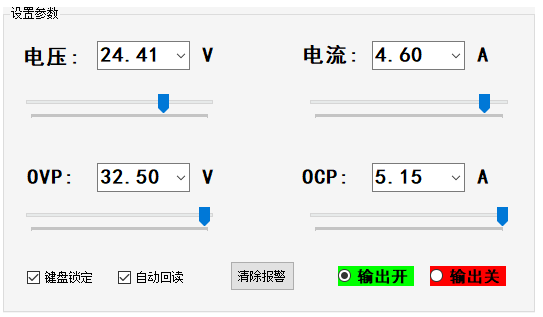 设置参数
电压: 24.41 V 电流: 4.60 A
OVP: 32.50 V OCP: 5.15 A
键盘锁定 自动回读 清除报警 输出开 输出关